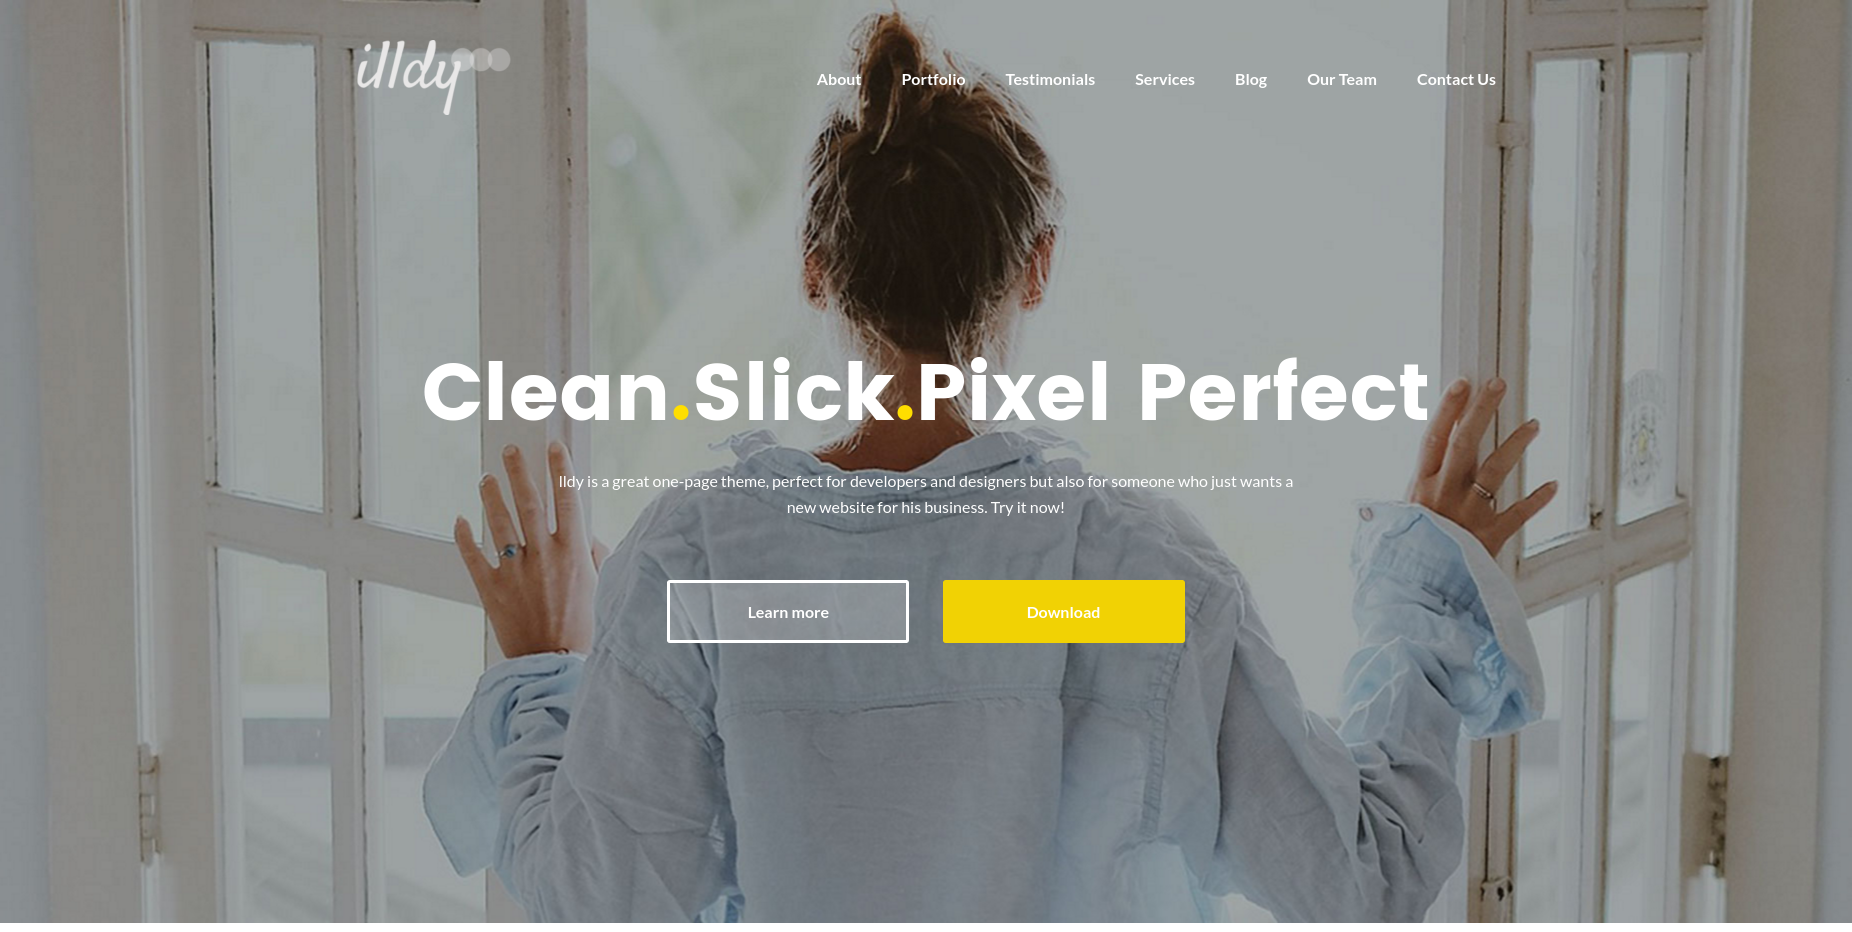 illdy
About Portfolio Testimonials Services Blog Our Team Contact Us
Clean.Slick.Pixel Perfect
lldy is a great one-page theme, perfect for developers and designers but also for someone who just wants a
new website for his business. Try it now!
Learn more Download